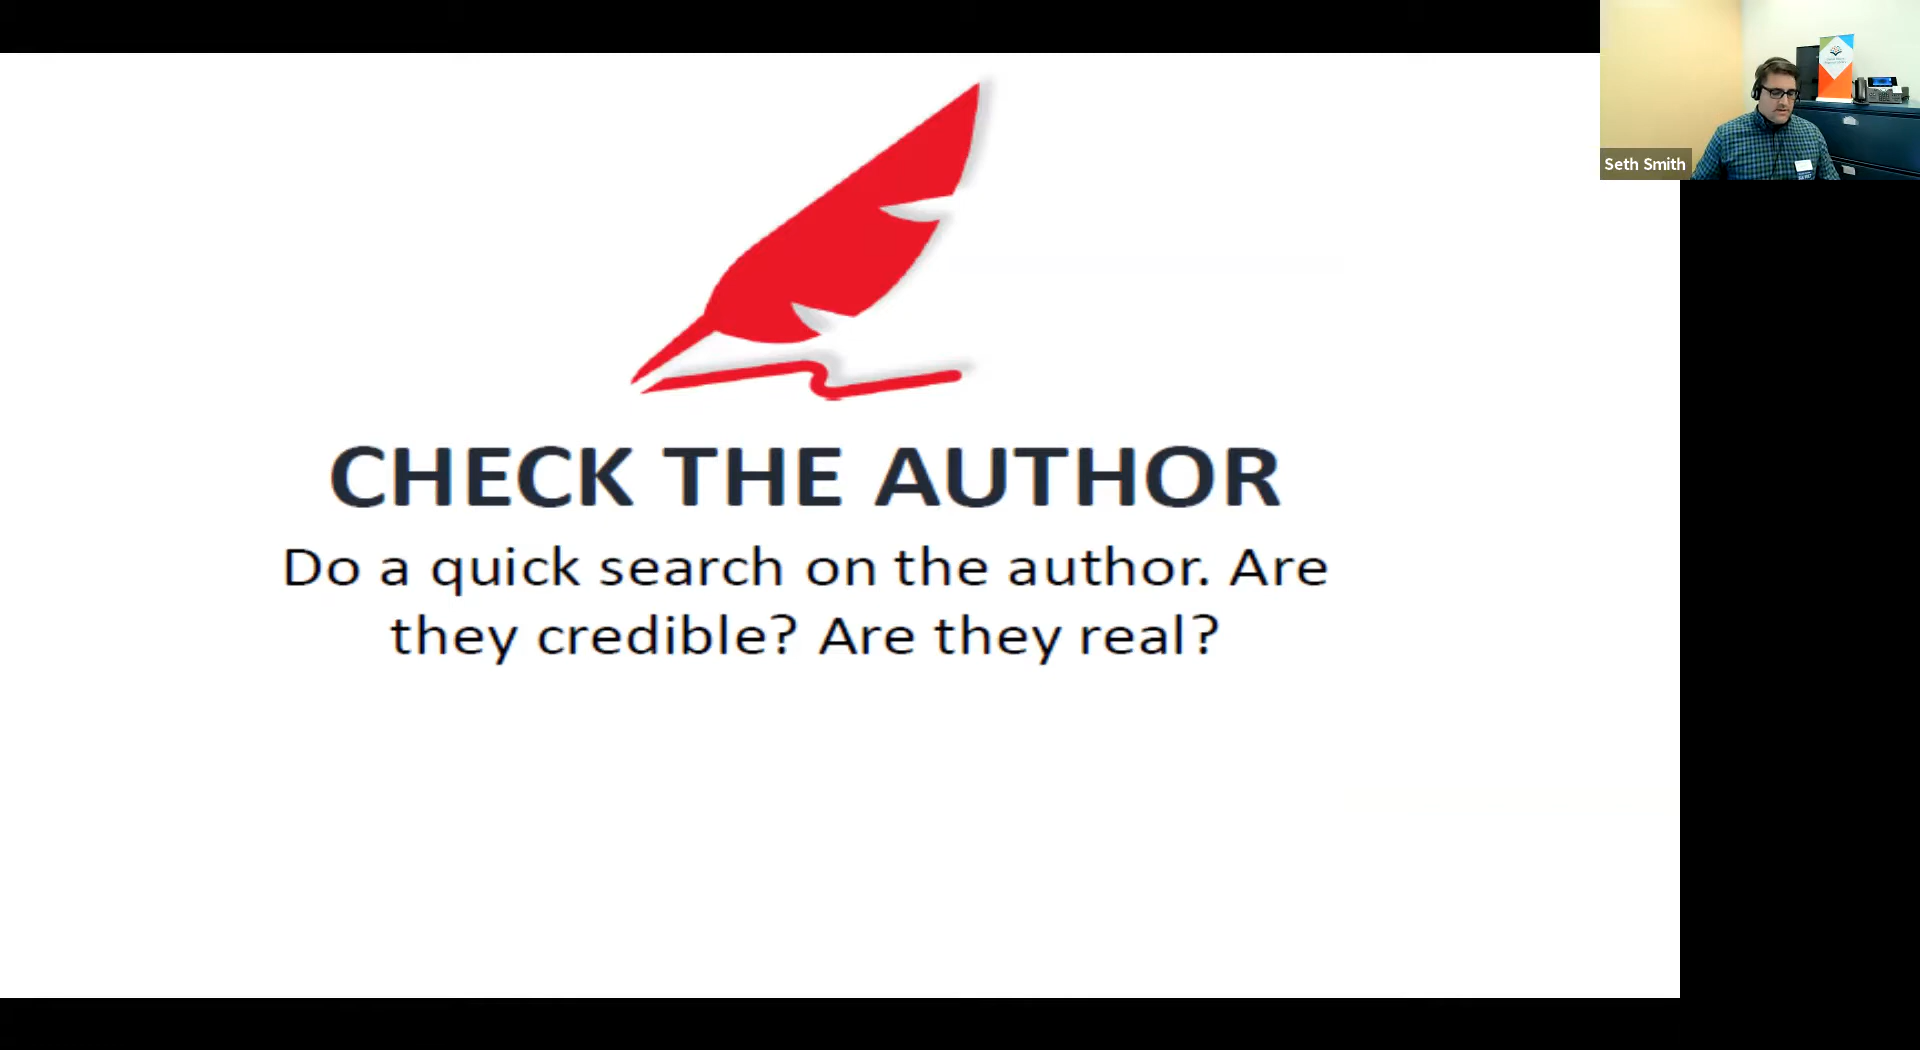 CHECK THE AUTHOR
Do a quick search on the author. Are
they credible? Are they real?
Seth Smith